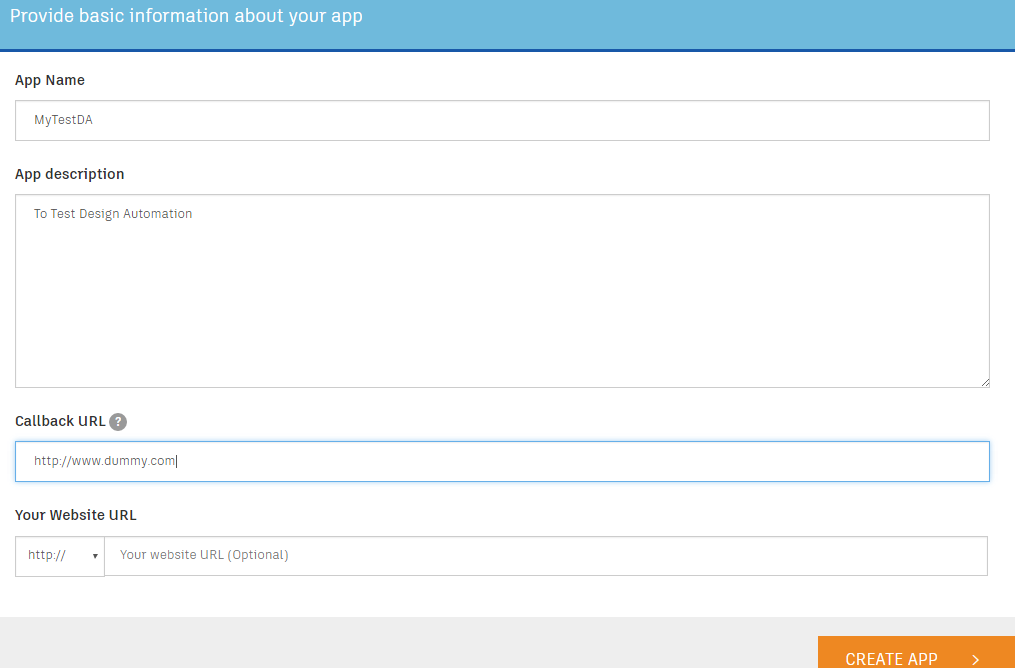 Provide basic information about your app
App Name
MyTestDA
App description
To Test Design Automation
Callback URL ?
http://www.dummy.com
Your Website URL
http://
Your website URL (Optional)
CREATE APP